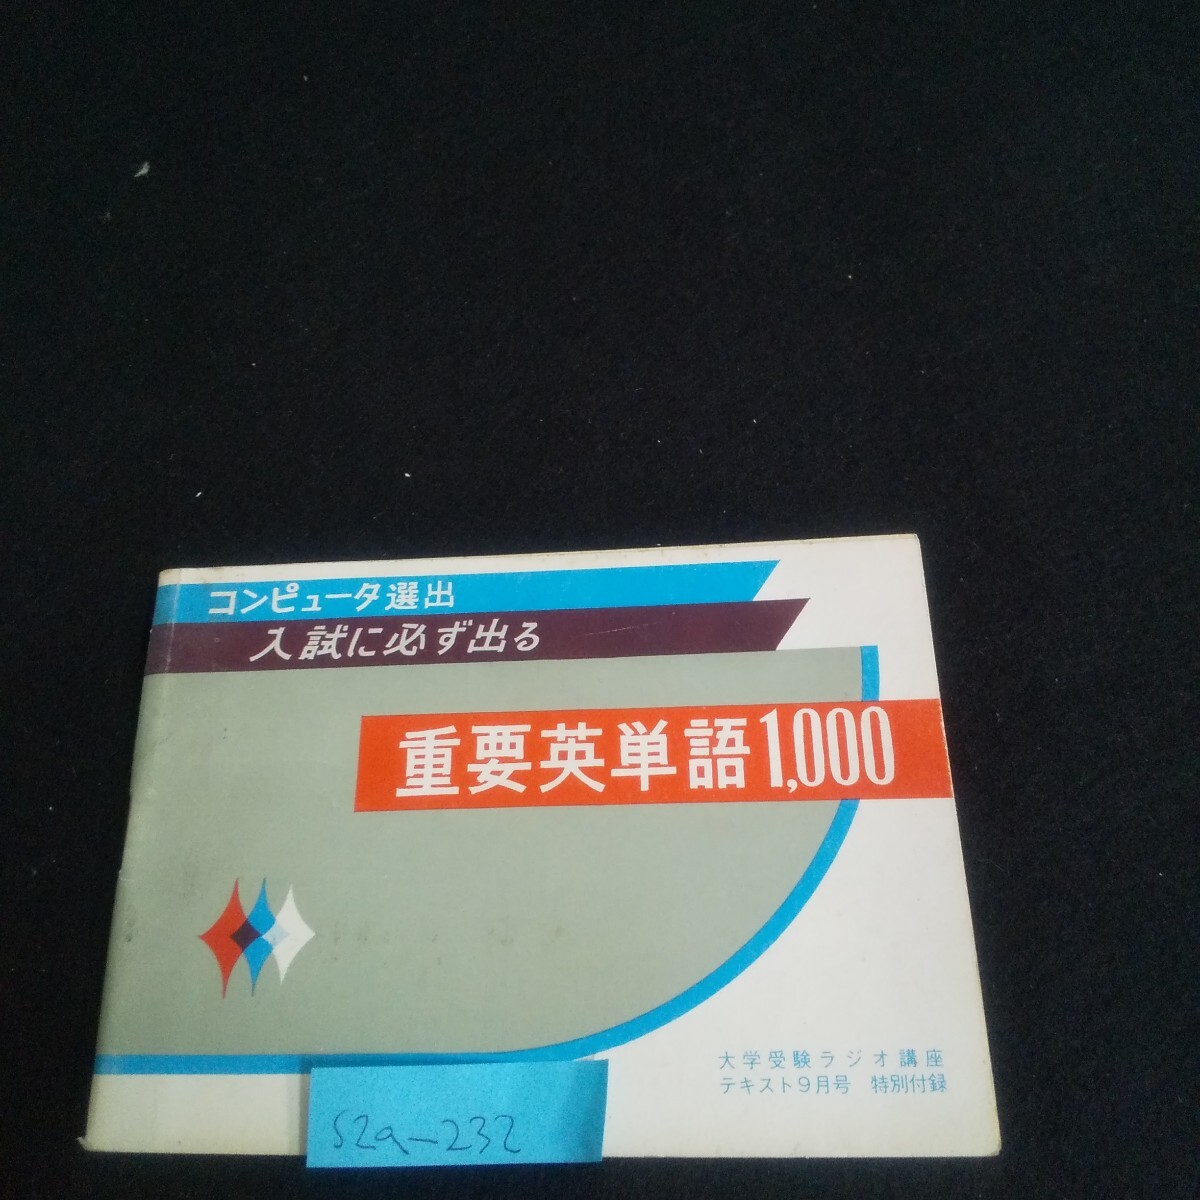 コンピュータ選出
入試に必ず出る
重要英単語1,000
大学受験ラジオ講座
テキスト9月号 特別付録
S2a-232